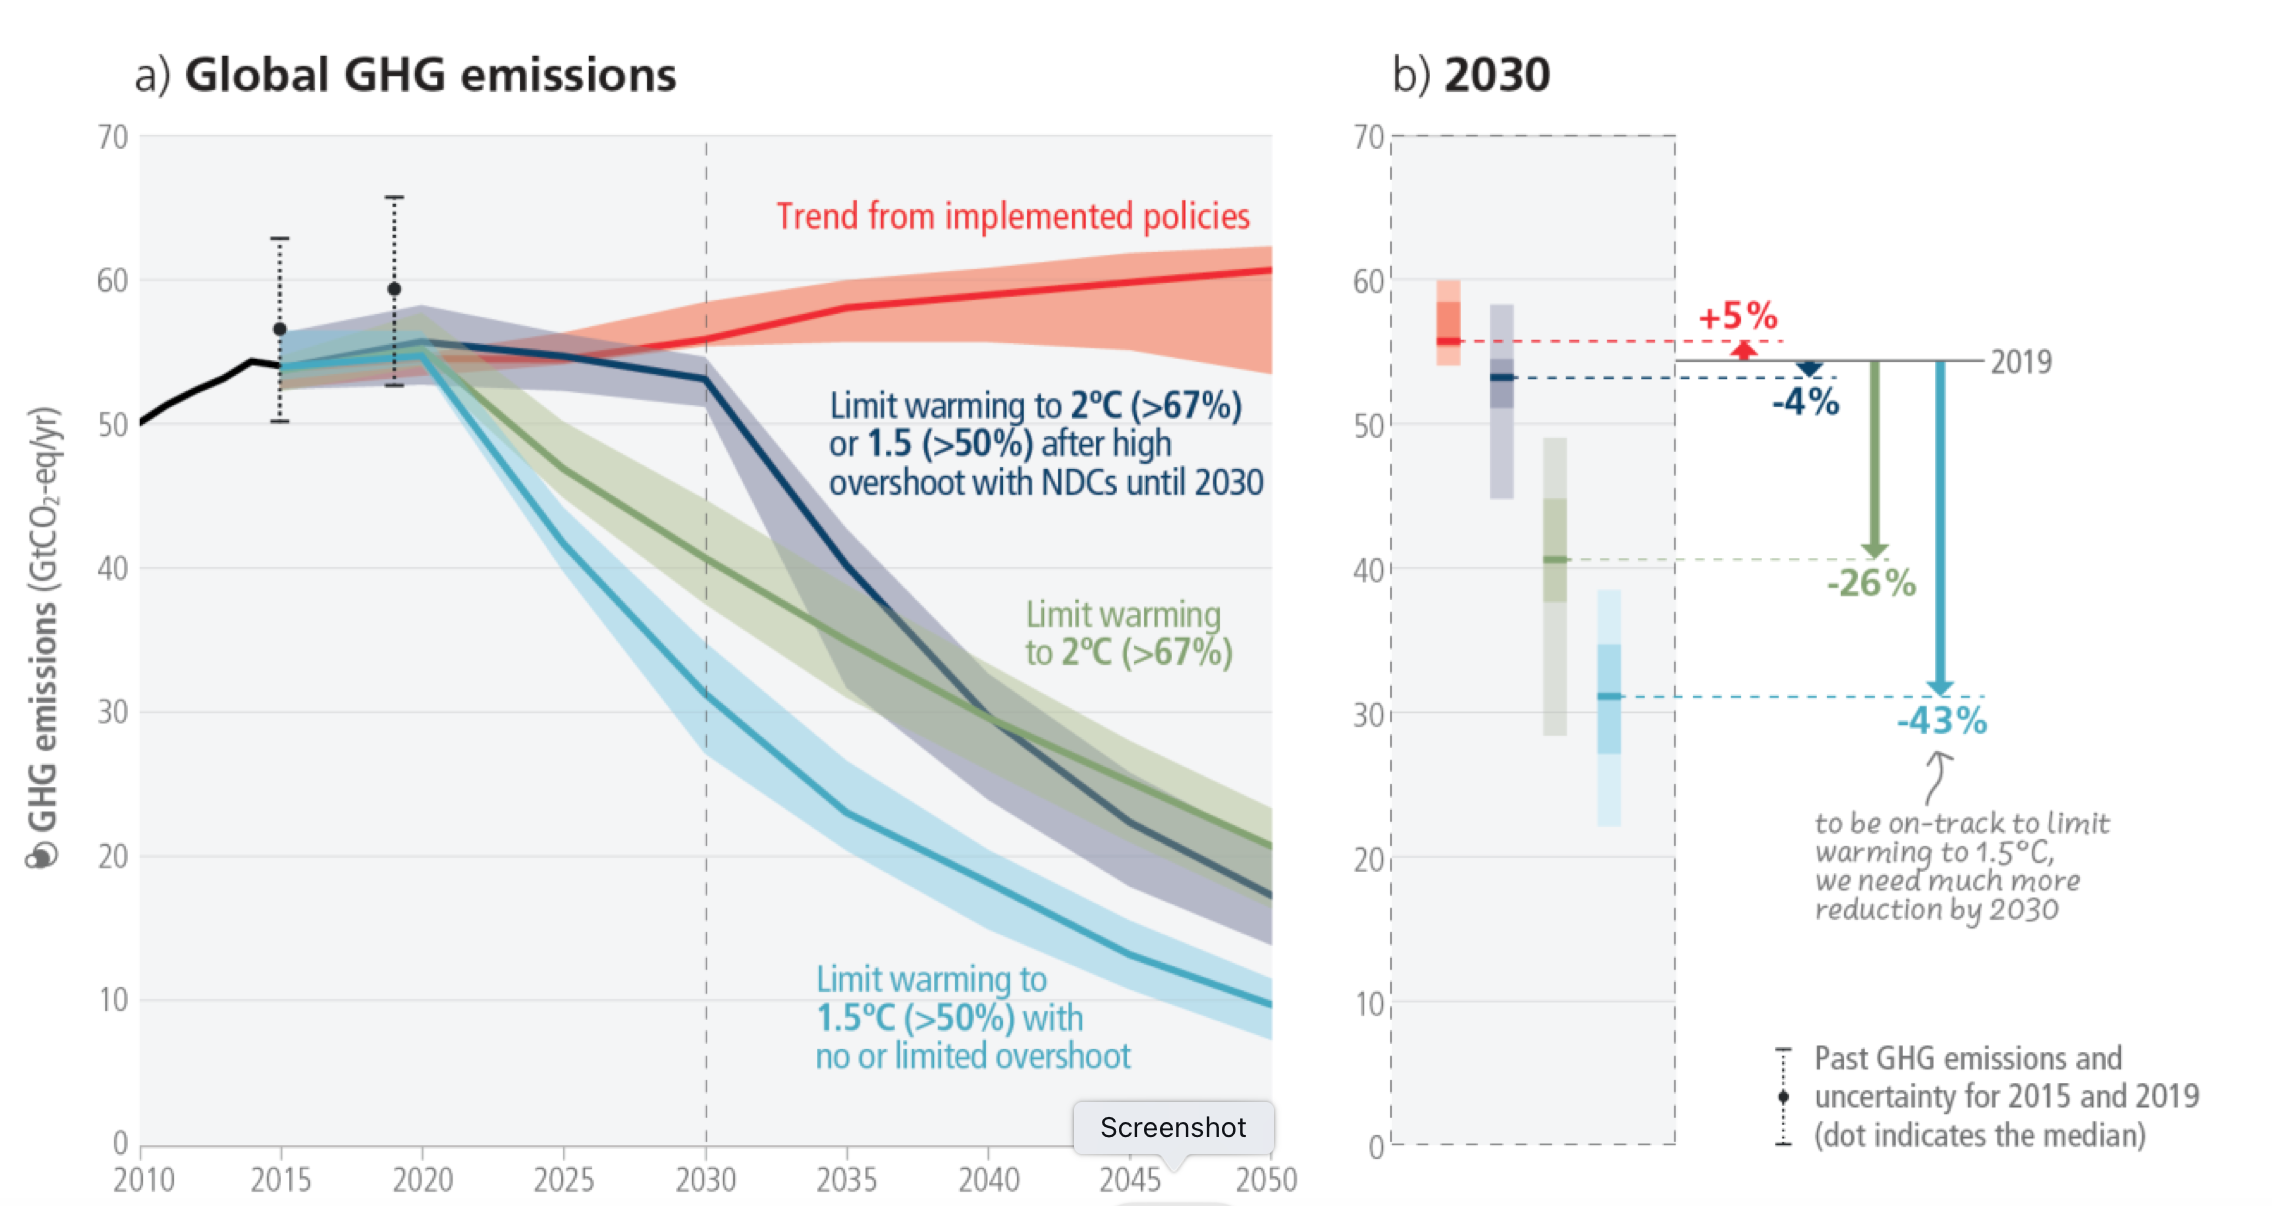 a) Global GHG emissions
70
60
50
40
30
20
10
0
GHG emissions (GtCO₂-eq/yr)
2010
2015
2020
2025
2030
2035
2040
2045
2050
Trend from implemented policies
Limit warming to 2°C (>67%)
or 1.5 (>50%) after high
overshoot with NDCs until 2030
Limit warming
to 2°C (>67%)
Limit warming to
1.5°C (>50%) with
no or limited overshoot
Screenshot
b) 2030
70
60
50
40
30
20
10
0
+5%
2019
-4%
-26%
-43%
to be on-track to limit
warming to 1.5°C,
we need much more
reduction by 2030
Past GHG emissions and
uncertainty for 2015 and 2019
(dot indicates the median)